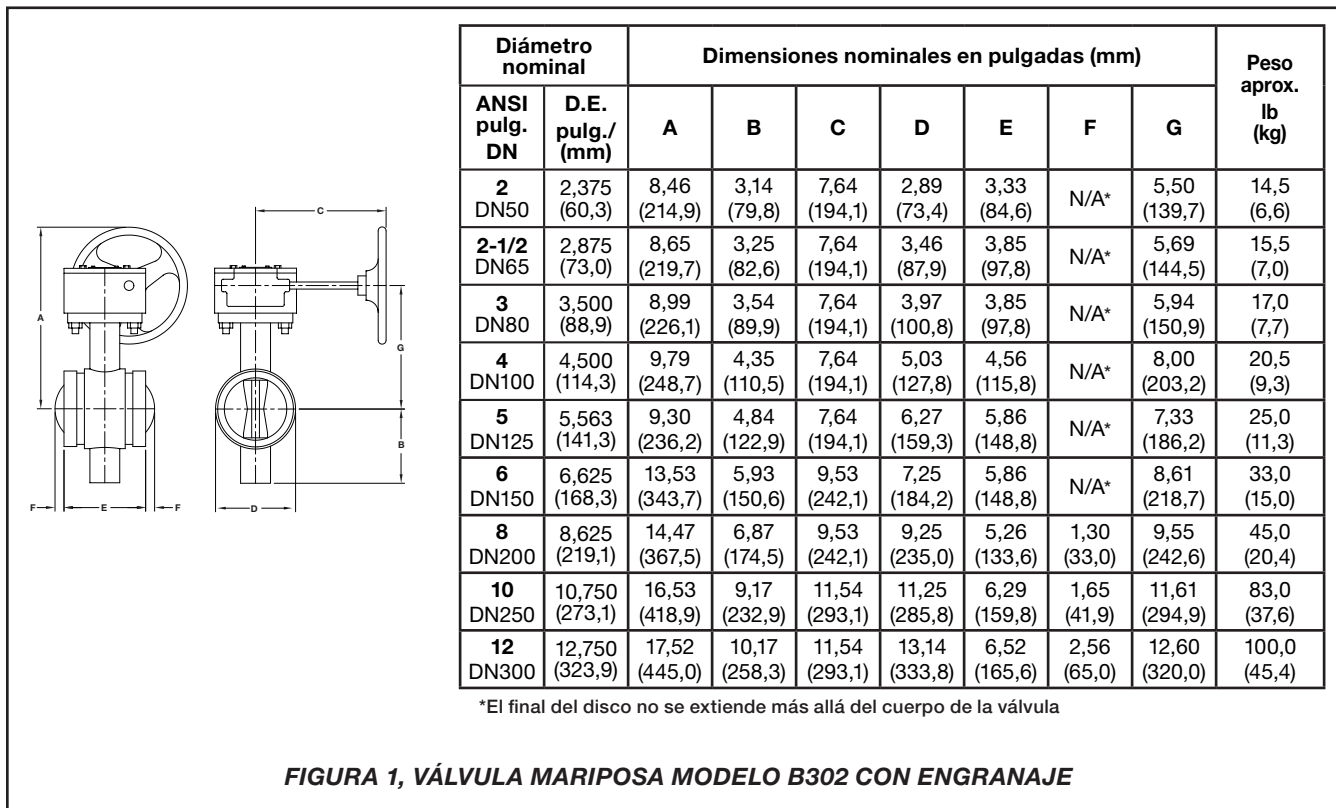 Diámetro nominal
Dimensiones nominales en pulgadas (mm)
Peso aprox. lb (kg)
ANSI pulg. DN
D.E. pulg./ (mm)
A B C D E F G
2 2,375 8,46 3,14 7,64 2,89 3,33 N/A* 5,50 14,5
DN50 (60,3) (214,9) (79,8) (194,1) (73,4) (84,6) (139,7) (6,6)
2-1/2 2,875 8,65 3,25 7,64 3,46 3,85 N/A* 5,69 15,5
DN65 (73,0) (219,7) (82,6) (194,1) (87,9) (97,8) (144,5) (7,0)
3 3,500 8,99 3,54 7,64 3,97 3,85 N/A* 5,94 17,0
DN80 (88,9) (226,1) (89,9) (194,1) (100,8) (97,8) (150,9) (7,7)
4 4,500 9,79 4,35 7,64 5,03 4,56 N/A* 8,00 20,5
DN100 (114,3) (248,7) (110,5) (194,1) (127,8) (115,8) (203,2) (9,3)
5 5,563 9,30 4,84 7,64 6,27 5,86 N/A* 7,33 25,0
DN125 (141,3) (236,2) (122,9) (194,1) (159,3) (148,8) (186,2) (11,3)
6 6,625 13,53 5,93 9,53 7,25 5,86 N/A* 8,61 33,0
DN150 (168,3) (343,7) (150,6) (242,1) (184,2) (148,8) (218,7) (15,0)
8 8,625 14,47 6,87 9,53 9,25 5,26 1,30 9,55 45,0
DN200 (219,1) (367,5) (174,5) (242,1) (235,0) (133,6) (33,0) (242,6) (20,4)
10 10,750 16,53 9,17 11,54 11,25 6,29 1,65 11,61 83,0
DN250 (273,1) (418,9) (232,9) (293,1) (285,8) (159,8) (41,9) (294,9) (37,6)
12 12,750 17,52 10,17 11,54 13,14 6,52 2,56 12,60 100,0
DN300 (323,9) (445,0) (258,3) (293,1) (333,8) (165,6) (65,0) (320,0) (45,4)
*El final del disco no se extiende más allá del cuerpo de la válvula
C
A
G
B
F E F D
FIGURA 1, VÁLVULA MARIPOSA MODELO B302 CON ENGRANAJE